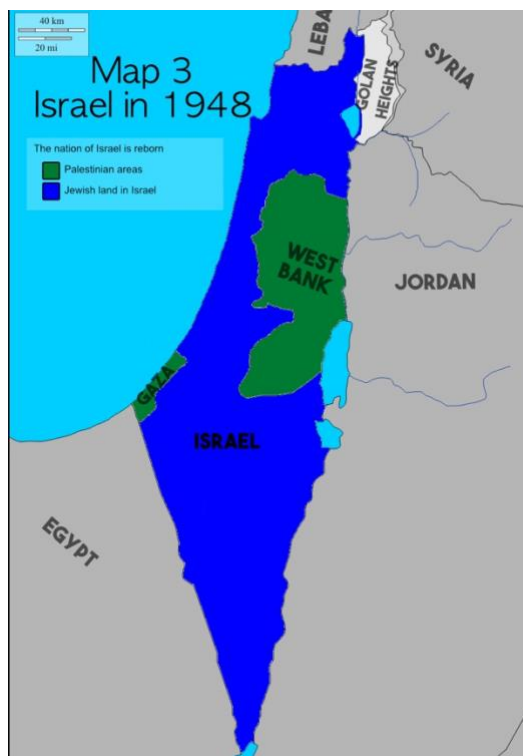 40 km
20 mi
Map 3
Israel in 1948
The nation of Israel is reborn
Palestinian areas
Jewish land in Israel
LEBA
SYRIA
GOLAN
HEIGHTS
WEST
BANK
JORDAN
GAZA
ISRAEL
EGYPT